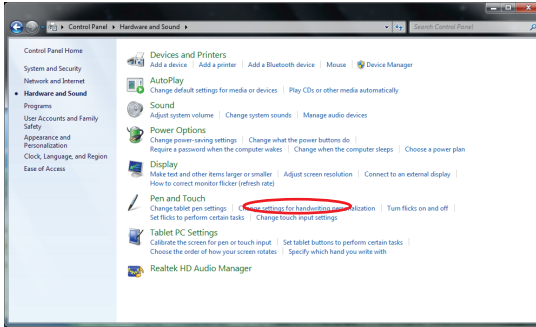 Control Panel ▸ Hardware and Sound ▸
Search Control Panel
Control Panel Home
System and Security
Network and Internet
Hardware and Sound
Programs
User Accounts and Family
Safety
Appearance and
Personalization
Clock, Language, and Region
Ease of Access
Devices and Printers
Add a device | Add a printer | Add a Bluetooth device | Mouse | Device Manager
AutoPlay
Change default settings for media or devices | Play CDs or other media automatically
Sound
Adjust system volume | Change system sounds | Manage audio devices
Power Options
Change power-saving settings | Change what the power buttons do |
Require a password when the computer wakes | Change when the computer sleeps | Choose a power plan
Display
Make text and other items larger or smaller | Adjust screen resolution | Connect to an external display |
How to correct monitor flicker (refresh rate)
Pen and Touch
Change tablet pen settings | Change settings for handwriting personalization | Turn flicks on and off |
Set flicks to perform certain tasks | Change touch input settings
Tablet PC Settings
Calibrate the screen for pen or touch input | Set tablet buttons to perform certain tasks |
Choose the order of how your screen rotates | Specify which hand you write with
Realtek HD Audio Manager